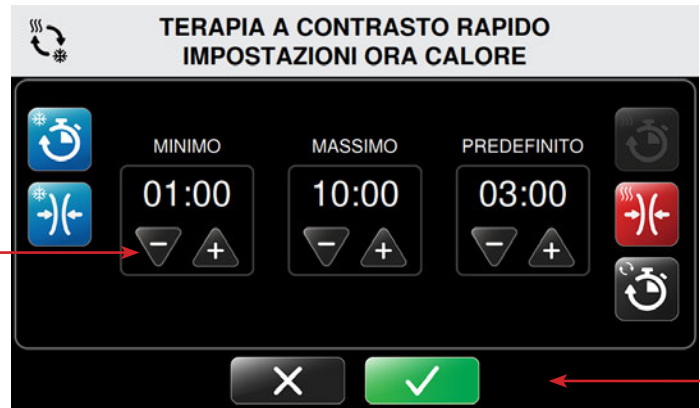 TERAPIA A CONTRASTO RAPIDO
IMPOSTAZIONI ORA CALORE
MINIMO MASSIMO PREDEFINITO
01:00 10:00 03:00
− + − + − +